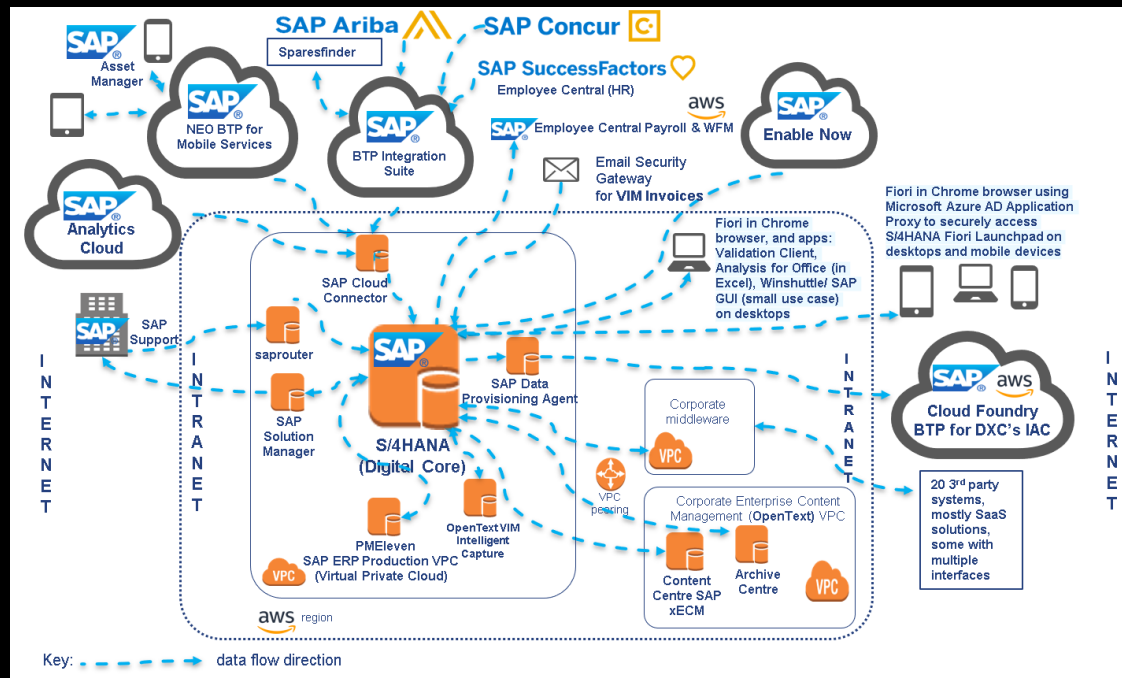 SAP Ariba
SAP Concur
SAP
Asset
Manager
Sparesfinder
SAP SuccessFactors
Employee Central (HR)
SAP
NEO BTP for
Mobile Services
SAP
BTP Integration
Suite
aws
SAP Employee Central Payroll & WFM
SAP
Enable Now
Email Security
Gateway
for VIM Invoices
SAP
Analytics
Cloud
Fiori in Chrome browser using
Microsoft Azure AD Application
Proxy to securely access
S/4HANA Fiori Launchpad on
desktops and mobile devices
Fiori in Chrome
browser, and apps:
Validation Client,
Analysis for Office (in
Excel), Winshuttle/ SAP
GUI (small use case)
on desktops
SAP Cloud
Connector
SAP
SAP
Support
saprouter
SAP
SAP Data
Provisioning Agent
INTERNET
INTRANET
INTRANET
INTERNET
SAP
Solution
Manager
S/4HANA
(Digital Core)
Corporate
middleware
VPC
SAP aws
Cloud Foundry
BTP for DXC's IAC
VPC
peering
20 3rd party
systems,
mostly SaaS
solutions,
some with
multiple
interfaces
Corporate Enterprise Content
Management (OpenText) VPC
OpenText VIM
Intelligent
Capture
PMEleven
SAP ERP Production VPC
(Virtual Private Cloud)
VPC
Content
Centre SAP
xECM
Archive
Centre
VPC
aws region
Key:
data flow direction